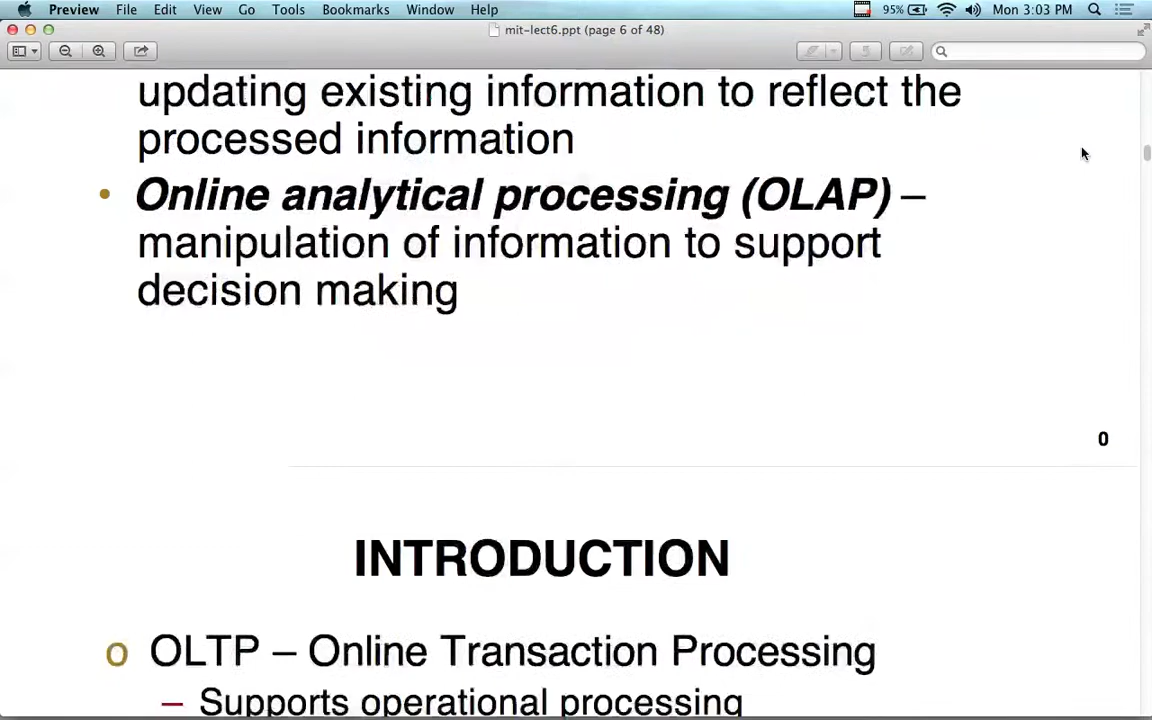 Preview File Edit View Go Tools Bookmarks Window Help 95% Mon 3:03 PM
mit-lect6.ppt (page 6 of 48)
updating existing information to reflect the
processed information
• Online analytical processing (OLAP) –
manipulation of information to support
decision making
0
INTRODUCTION
o OLTP – Online Transaction Processing
– Supports operational processing